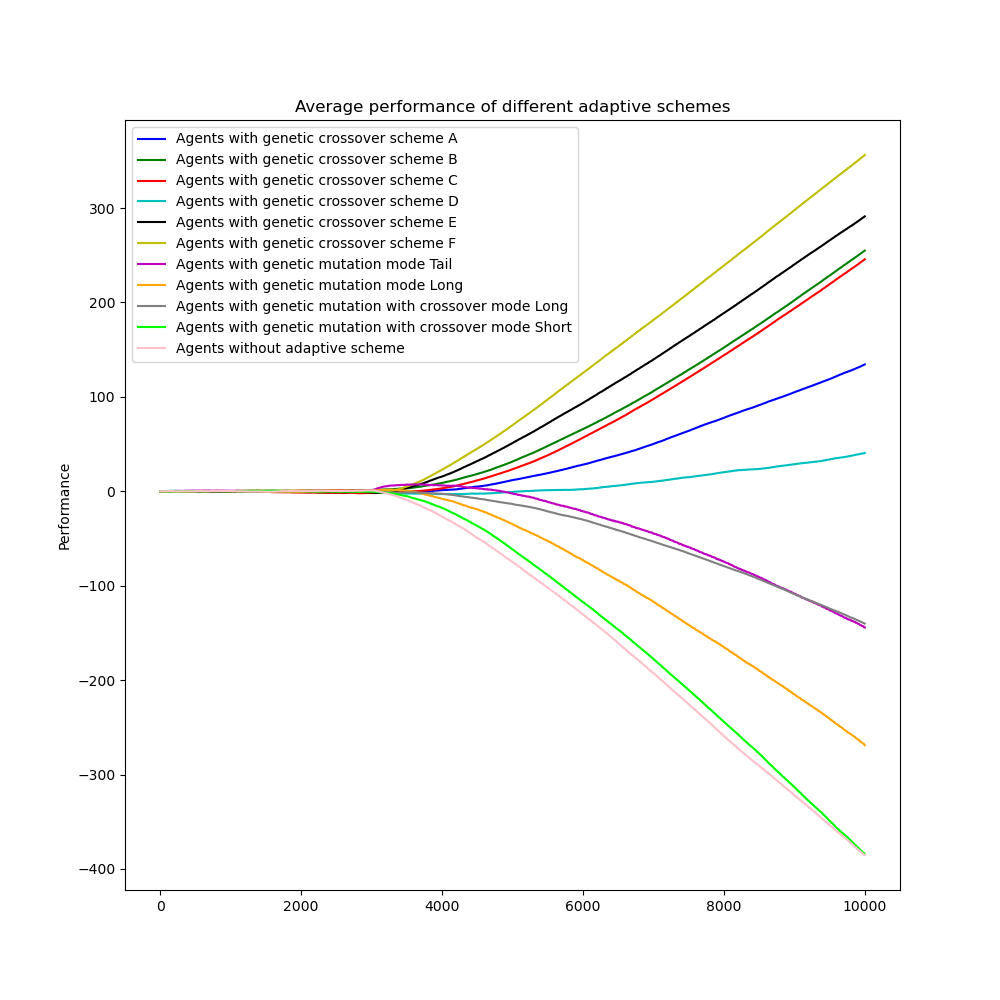 Average performance of different adaptive schemes
Agents with genetic crossover scheme A
Agents with genetic crossover scheme B
Agents with genetic crossover scheme C
Agents with genetic crossover scheme D
Agents with genetic crossover scheme E
Agents with genetic crossover scheme F
Agents with genetic mutation mode Tail
Agents with genetic mutation mode Long
Agents with genetic mutation with crossover mode Long
Agents with genetic mutation with crossover mode Short
Agents without adaptive scheme
Performance
300
200
100
0
−100
−200
−300
−400
0 2000 4000 6000 8000 10000